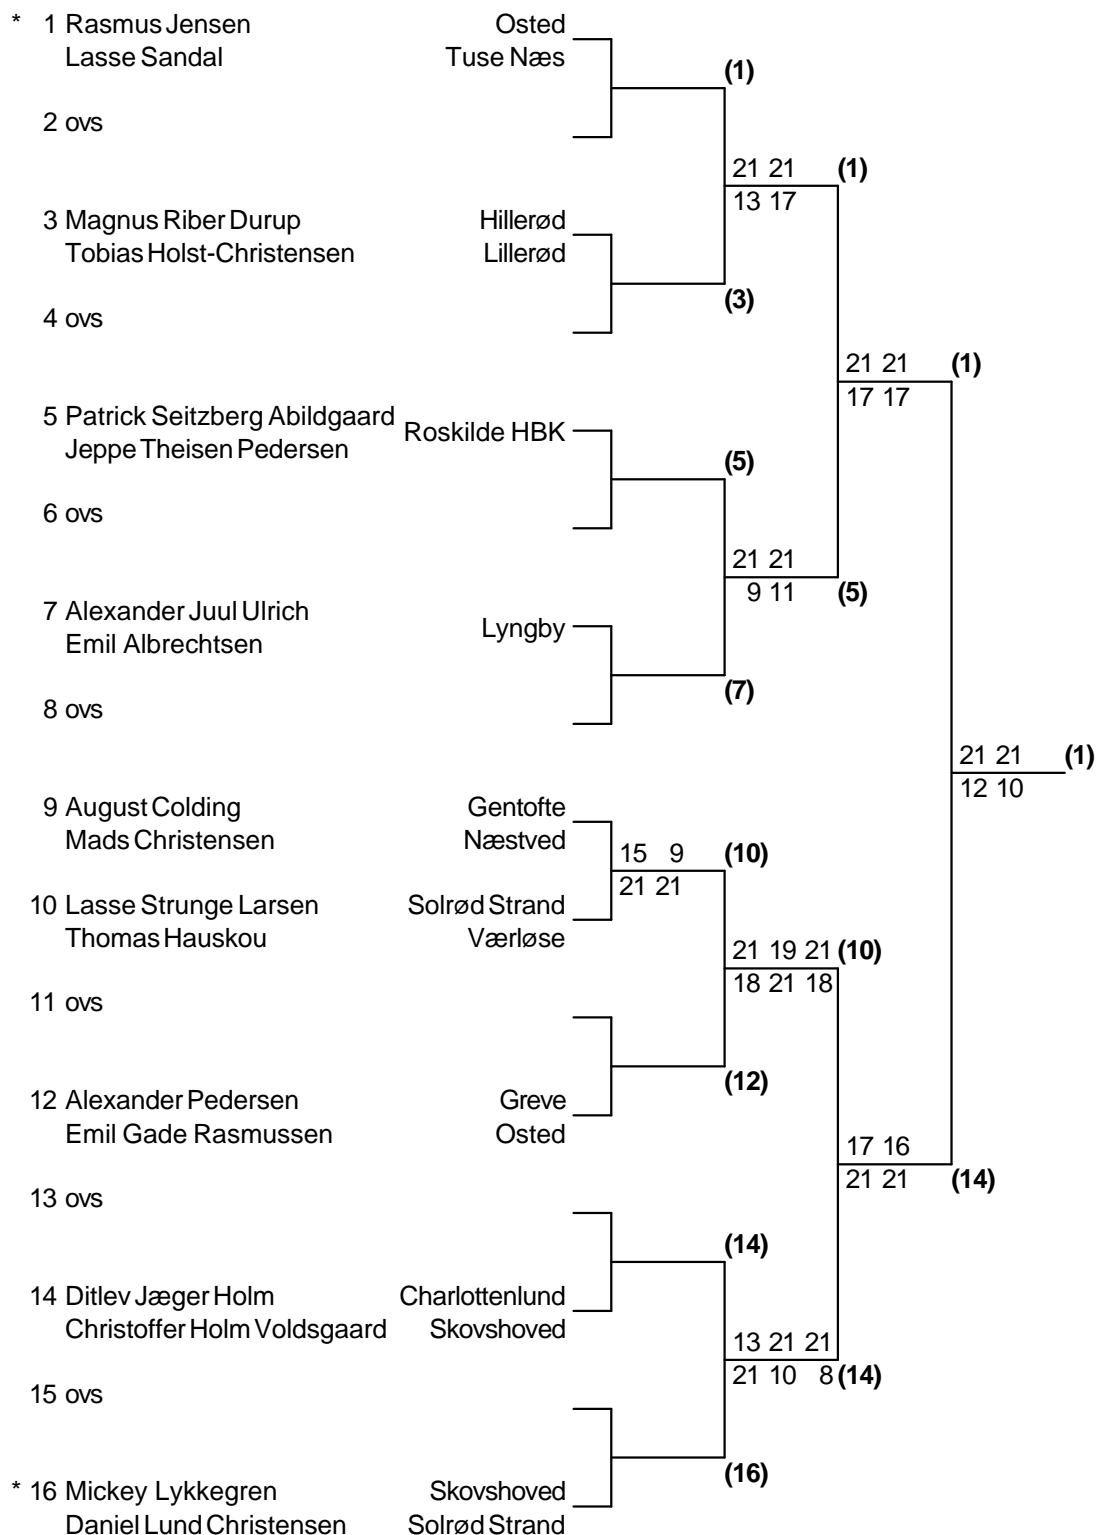 * 1 Rasmus Jensen Osted
Lasse Sandal Tuse Næs
(1)
2 ovs
21 21 (1)
13 17
3 Magnus Riber Durup Hillerød
Tobias Holst-Christensen Lillerød
(3)
4 ovs
21 21 (1)
17 17
5 Patrick Seitzberg Abildgaard Roskilde HBK
Jeppe Theisen Pedersen
(5)
6 ovs
21 21
9 11 (5)
7 Alexander Juul Ulrich Lyngby
Emil Albrechtsen
(7)
8 ovs
21 21 (1)
12 10
9 August Colding Gentofte
Mads Christensen Næstved
15 9 (10)
21 21
10 Lasse Strunge Larsen Solrød Strand
Thomas Hauskou Værløse
21 19 21 (10)
18 21 18
11 ovs
(12)
12 Alexander Pedersen Greve
Emil Gade Rasmussen Osted
17 16
21 21 (14)
13 ovs
(14)
14 Ditlev Jæger Holm Charlottenlund
Christoffer Holm Voldsgaard Skovshoved
13 21 21
21 10 8 (14)
15 ovs
(16)
* 16 Mickey Lykkegren Skovshoved
Daniel Lund Christensen Solrød Strand